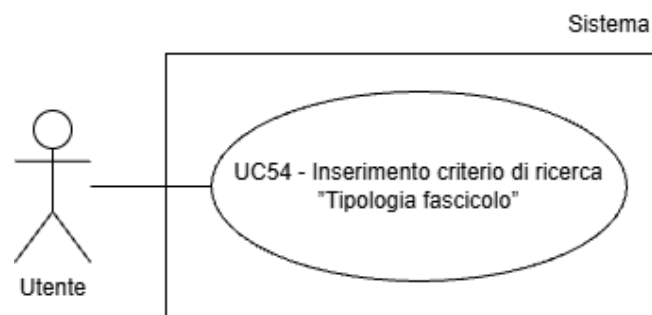 Sistema
UC54 - Inserimento criterio di ricerca
"Tipologia fascicolo"
Utente